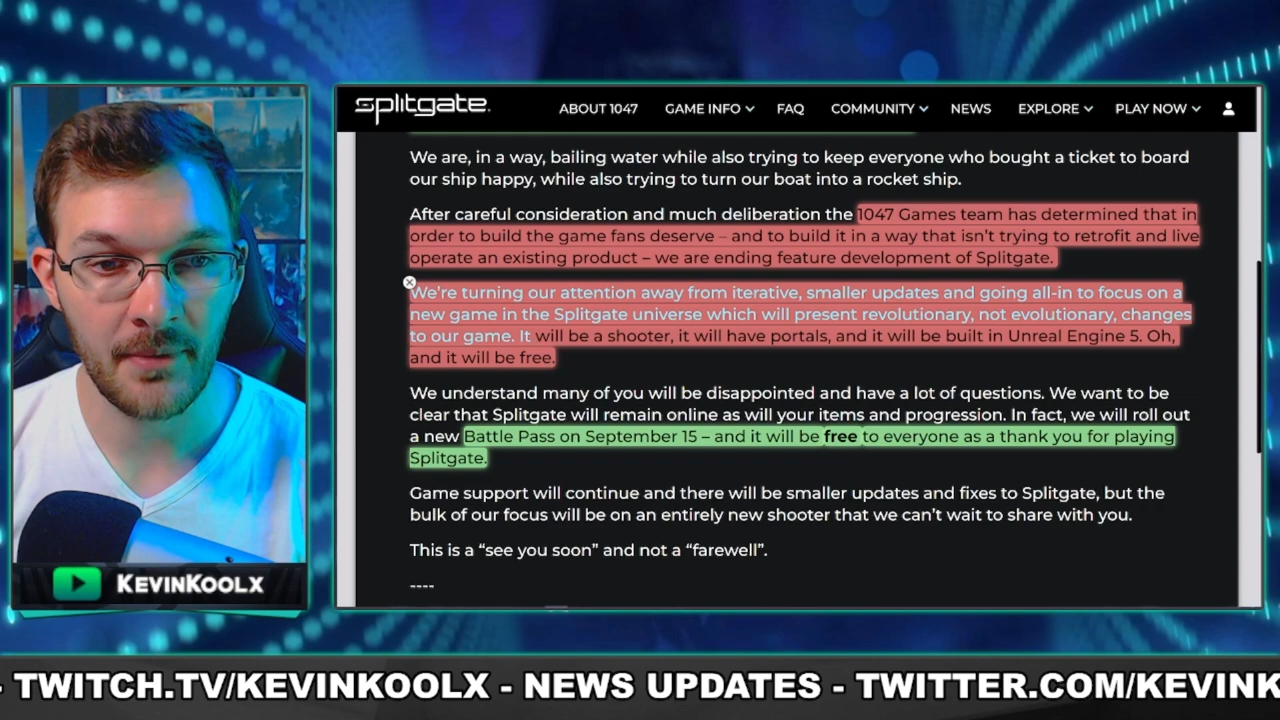 splitgate.
ABOUT 1047 GAME INFO FAQ COMMUNITY NEWS EXPLORE PLAY NOW
We are, in a way, bailing water while also trying to keep everyone who bought a ticket to board
our ship happy, while also trying to turn our boat into a rocket ship.
After careful consideration and much deliberation the 1047 Games team has determined that in
order to build the game fans deserve – and to build it in a way that isn't trying to retrofit and live
operate an existing product – we are ending feature development of Splitgate.
We're turning our attention away from iterative, smaller updates and going all-in to focus on a
new game in the Splitgate universe which will present revolutionary, not evolutionary, changes
to our game. It will be a shooter, it will have portals, and it will be built in Unreal Engine 5. Oh,
and it will be free.
We understand many of you will be disappointed and have a lot of questions. We want to be
clear that Splitgate will remain online as will your items and progression. In fact, we will roll out
a new Battle Pass on September 15 – and it will be free to everyone as a thank you for playing
Splitgate.
Game support will continue and there will be smaller updates and fixes to Splitgate, but the
bulk of our focus will be on an entirely new shooter that we can't wait to share with you.
This is a “see you soon” and not a “farewell”.
----
KEVINKOOLX
- TWITCH.TV/KEVINKOOLX - NEWS UPDATES - TWITTER.COM/KEVINK